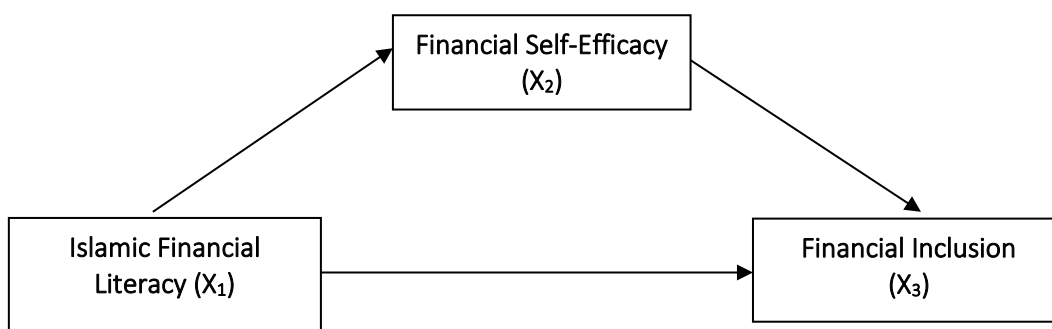 Financial Self-Efficacy
(X₂)
Islamic Financial
Literacy (X₁)
Financial Inclusion
(X₃)